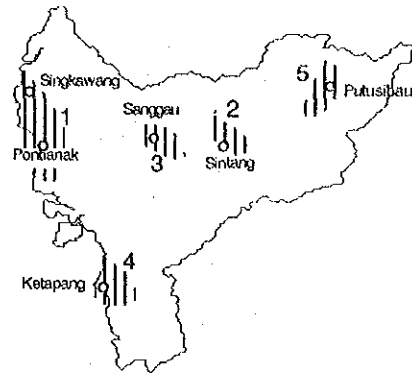 Singkawang
1
Pontianak
Sanggau
3
2
Sintang
5
Putusibau
Ketapang
4